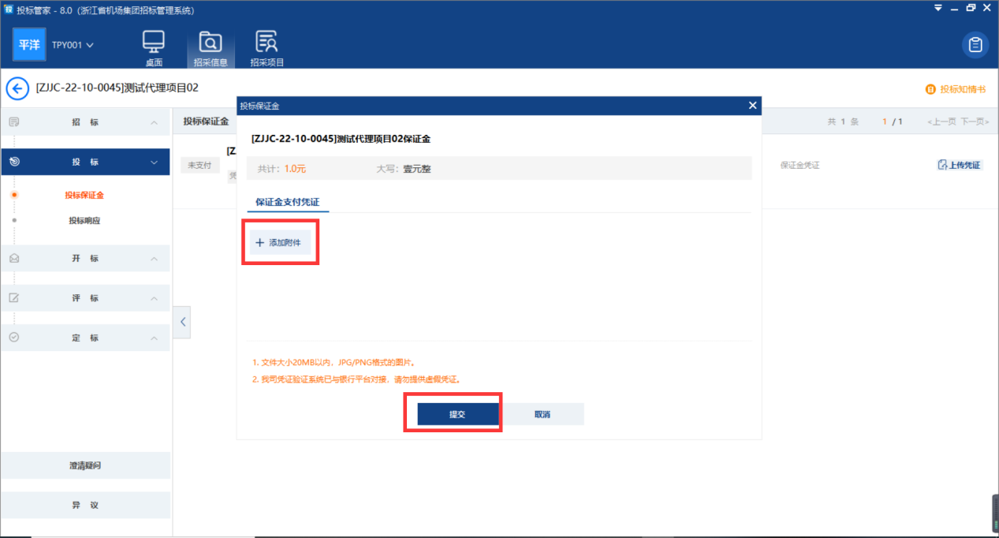 投标管家 - 8.0（浙江省机场集团招标管理系统）
平洋
TPY001
桌面
招采信息
招采项目
[ZJJC-22-10-0045]测试代理项目02
投标知情书
招 标
投 标
投标保证金
投标响应
开 标
评 标
定 标
澄清疑问
异 议
投标保证金
共 1 条
1 / 1
<上一页 下一页>
未支付
[Z
凭
保证金凭证
上传凭证
投标保证金
[ZJJC-22-10-0045]测试代理项目02保证金
共计：1.0元
大写：壹元整
保证金支付凭证
添加附件
1. 文件大小20MB以内，JPG/PNG格式的图片。
2. 我司凭证验证系统已与银行平台对接，请勿提供虚假凭证。
提交
取消